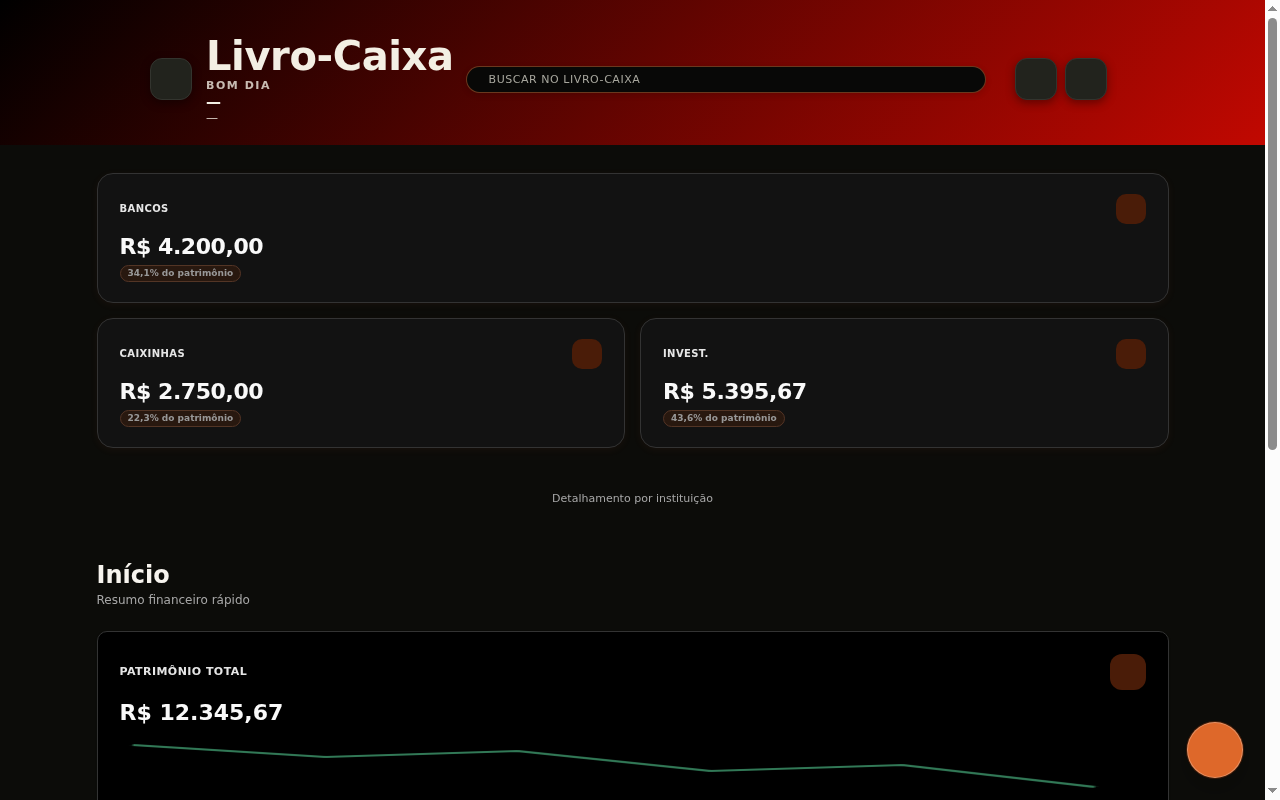 Livro-Caixa
BOM DIA
—
—
BUSCAR NO LIVRO-CAIXA
BANCOS
R$ 4.200,00
34,1% do patrimônio
CAIXINHAS
R$ 2.750,00
22,3% do patrimônio
INVEST.
R$ 5.395,67
43,6% do patrimônio
Detalhamento por instituição
Início
Resumo financeiro rápido
PATRIMÔNIO TOTAL
R$ 12.345,67